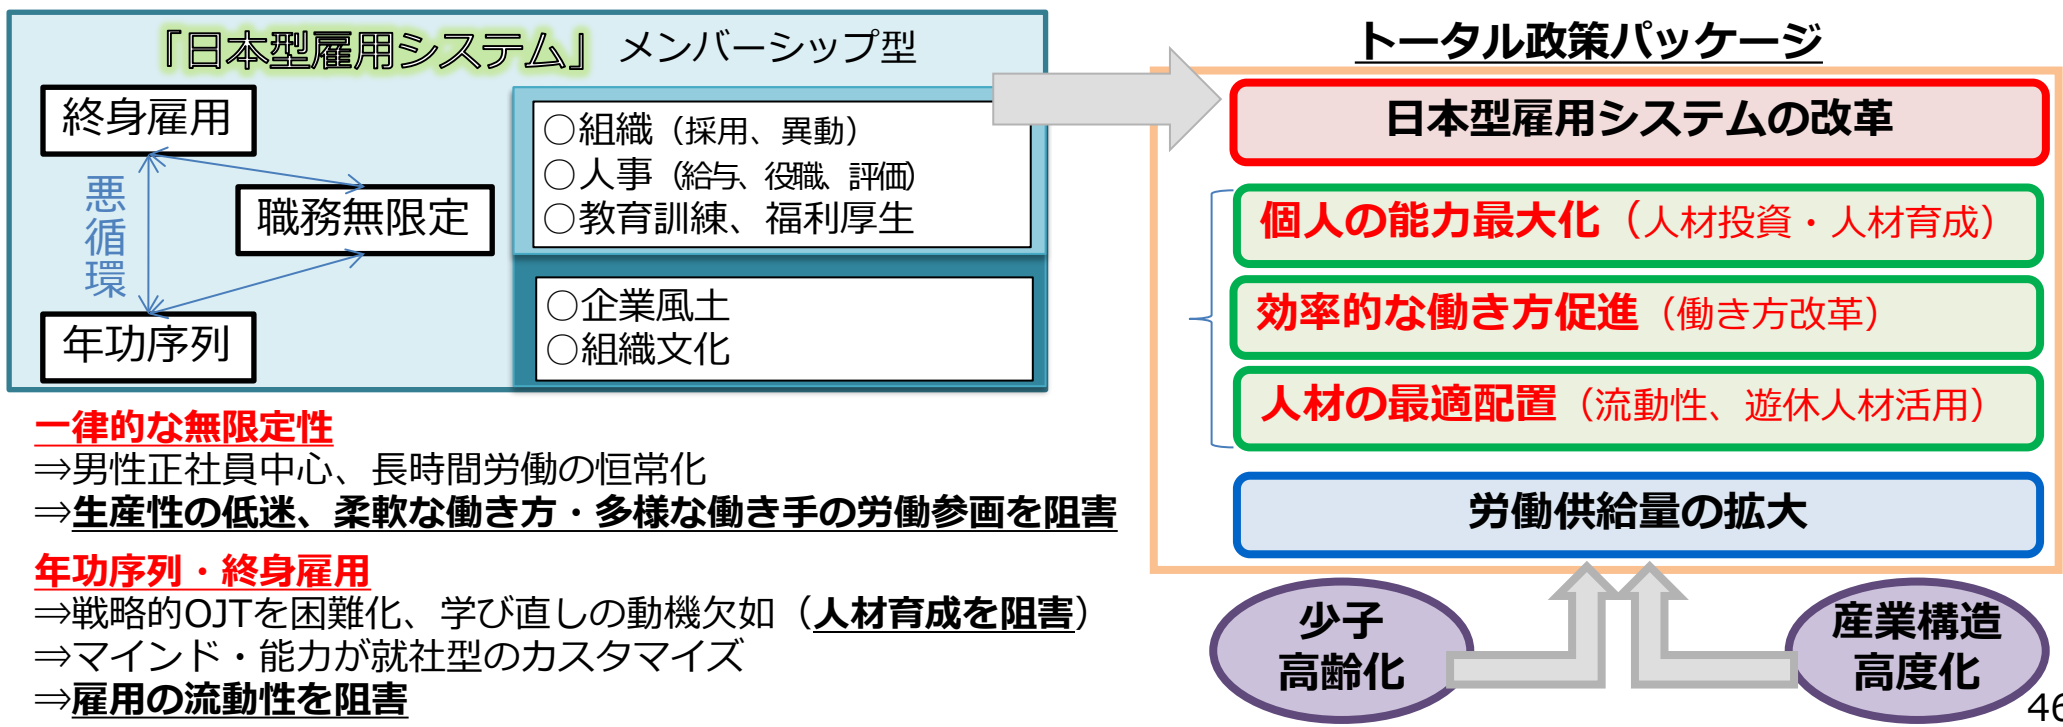 「日本型雇用システム」 メンバーシップ型
終身雇用
悪循環
職務無限定
年功序列
○組織（採用、異動）
○人事（給与、役職、評価）
○教育訓練、福利厚生
○企業風土
○組織文化
一律的な無限定性
⇒男性正社員中心、長時間労働の恒常化
⇒生産性の低迷、柔軟な働き方・多様な働き手の労働参画を阻害
年功序列・終身雇用
⇒戦略的OJTを困難化、学び直しの動機欠如（人材育成を阻害）
⇒マインド・能力が就社型のカスタマイズ
⇒雇用の流動性を阻害
トータル政策パッケージ
日本型雇用システムの改革
個人の能力最大化（人材投資・人材育成）
効率的な働き方促進（働き方改革）
人材の最適配置（流動性、遊休人材活用）
労働供給量の拡大
少子
高齢化
産業構造
高度化
46